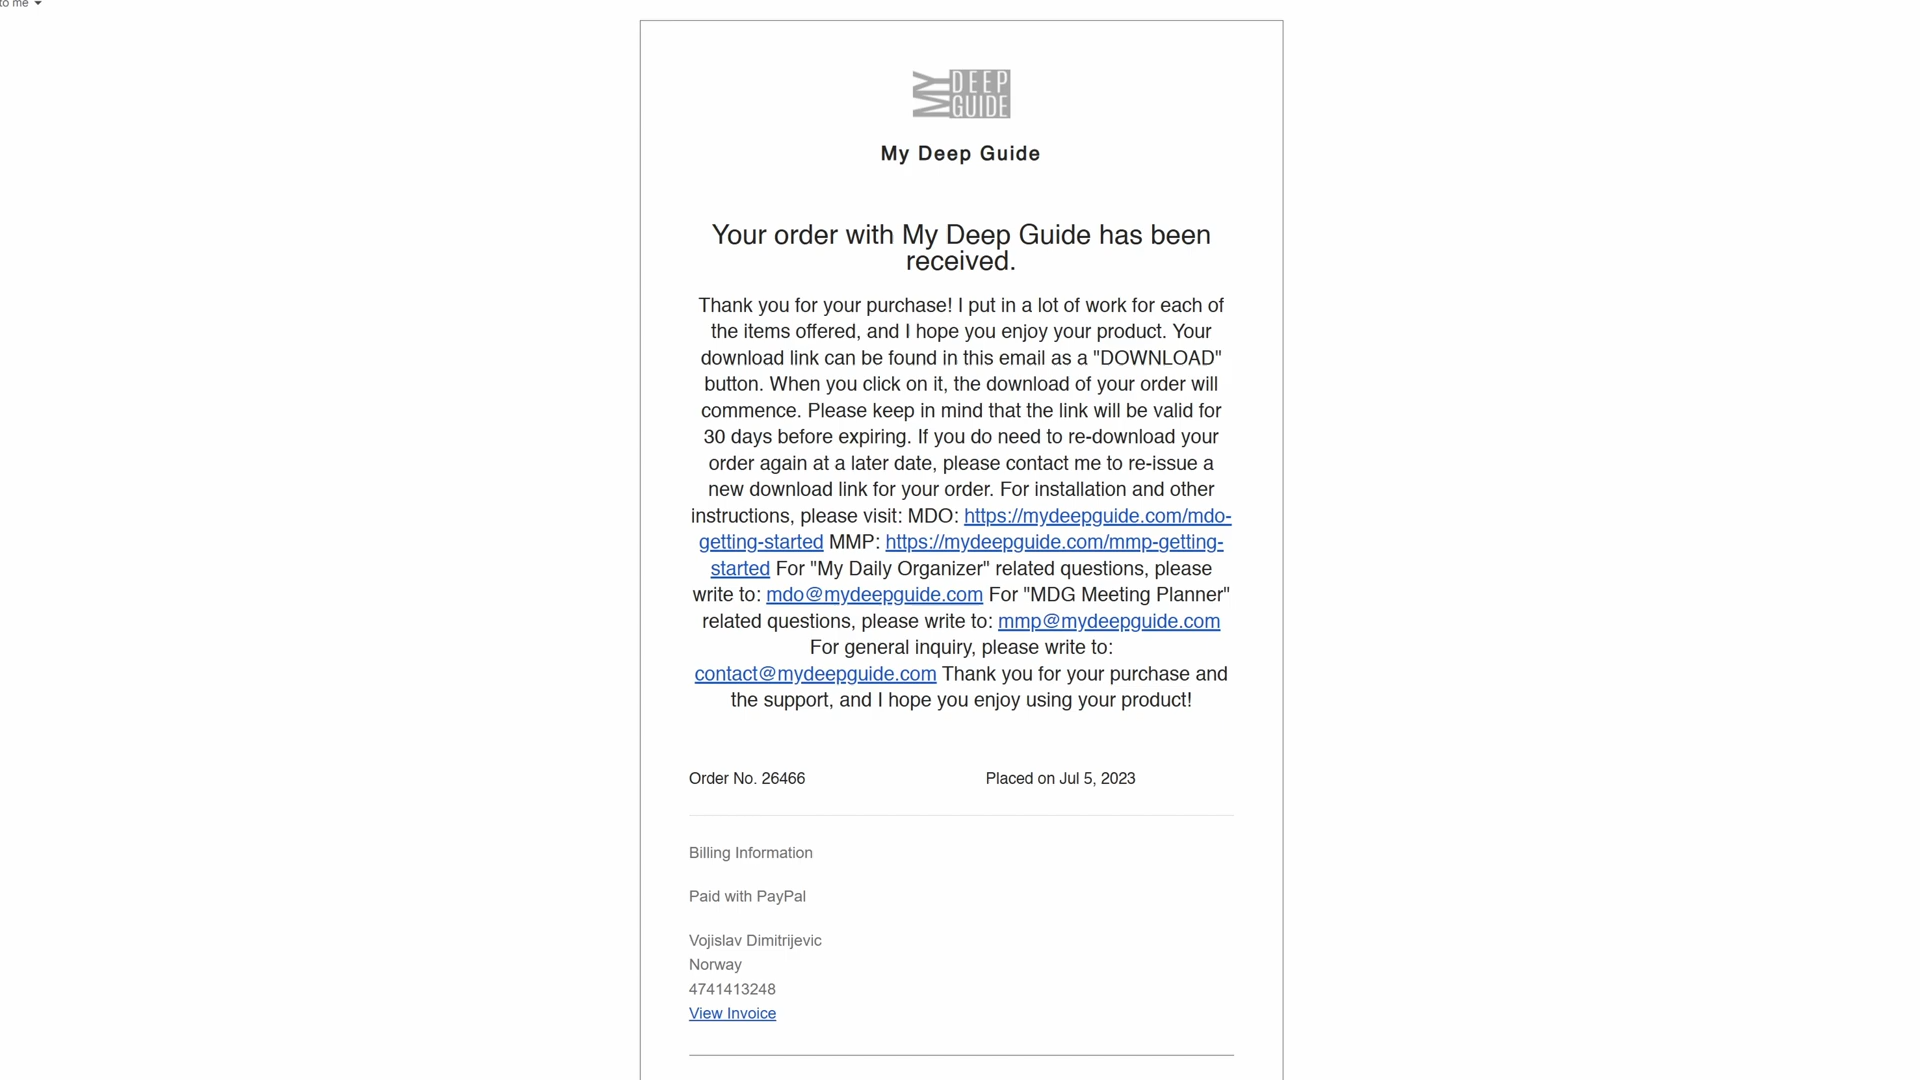 to me
MY DEEP
GUIDE
My Deep Guide
Your order with My Deep Guide has been
received.
Thank you for your purchase! I put in a lot of work for each of
the items offered, and I hope you enjoy your product. Your
download link can be found in this email as a "DOWNLOAD"
button. When you click on it, the download of your order will
commence. Please keep in mind that the link will be valid for
30 days before expiring. If you do need to re-download your
order again at a later date, please contact me to re-issue a
new download link for your order. For installation and other
instructions, please visit: MDO: https://mydeepguide.com/mdo-
getting-started MMP: https://mydeepguide.com/mmp-getting-
started For "My Daily Organizer" related questions, please
write to: mdo@mydeepguide.com For "MDG Meeting Planner"
related questions, please write to: mmp@mydeepguide.com
For general inquiry, please write to:
contact@mydeepguide.com Thank you for your purchase and
the support, and I hope you enjoy using your product!
Order No. 26466 Placed on Jul 5, 2023
Billing Information
Paid with PayPal
Vojislav Dimitrijevic
Norway
4741413248
View Invoice